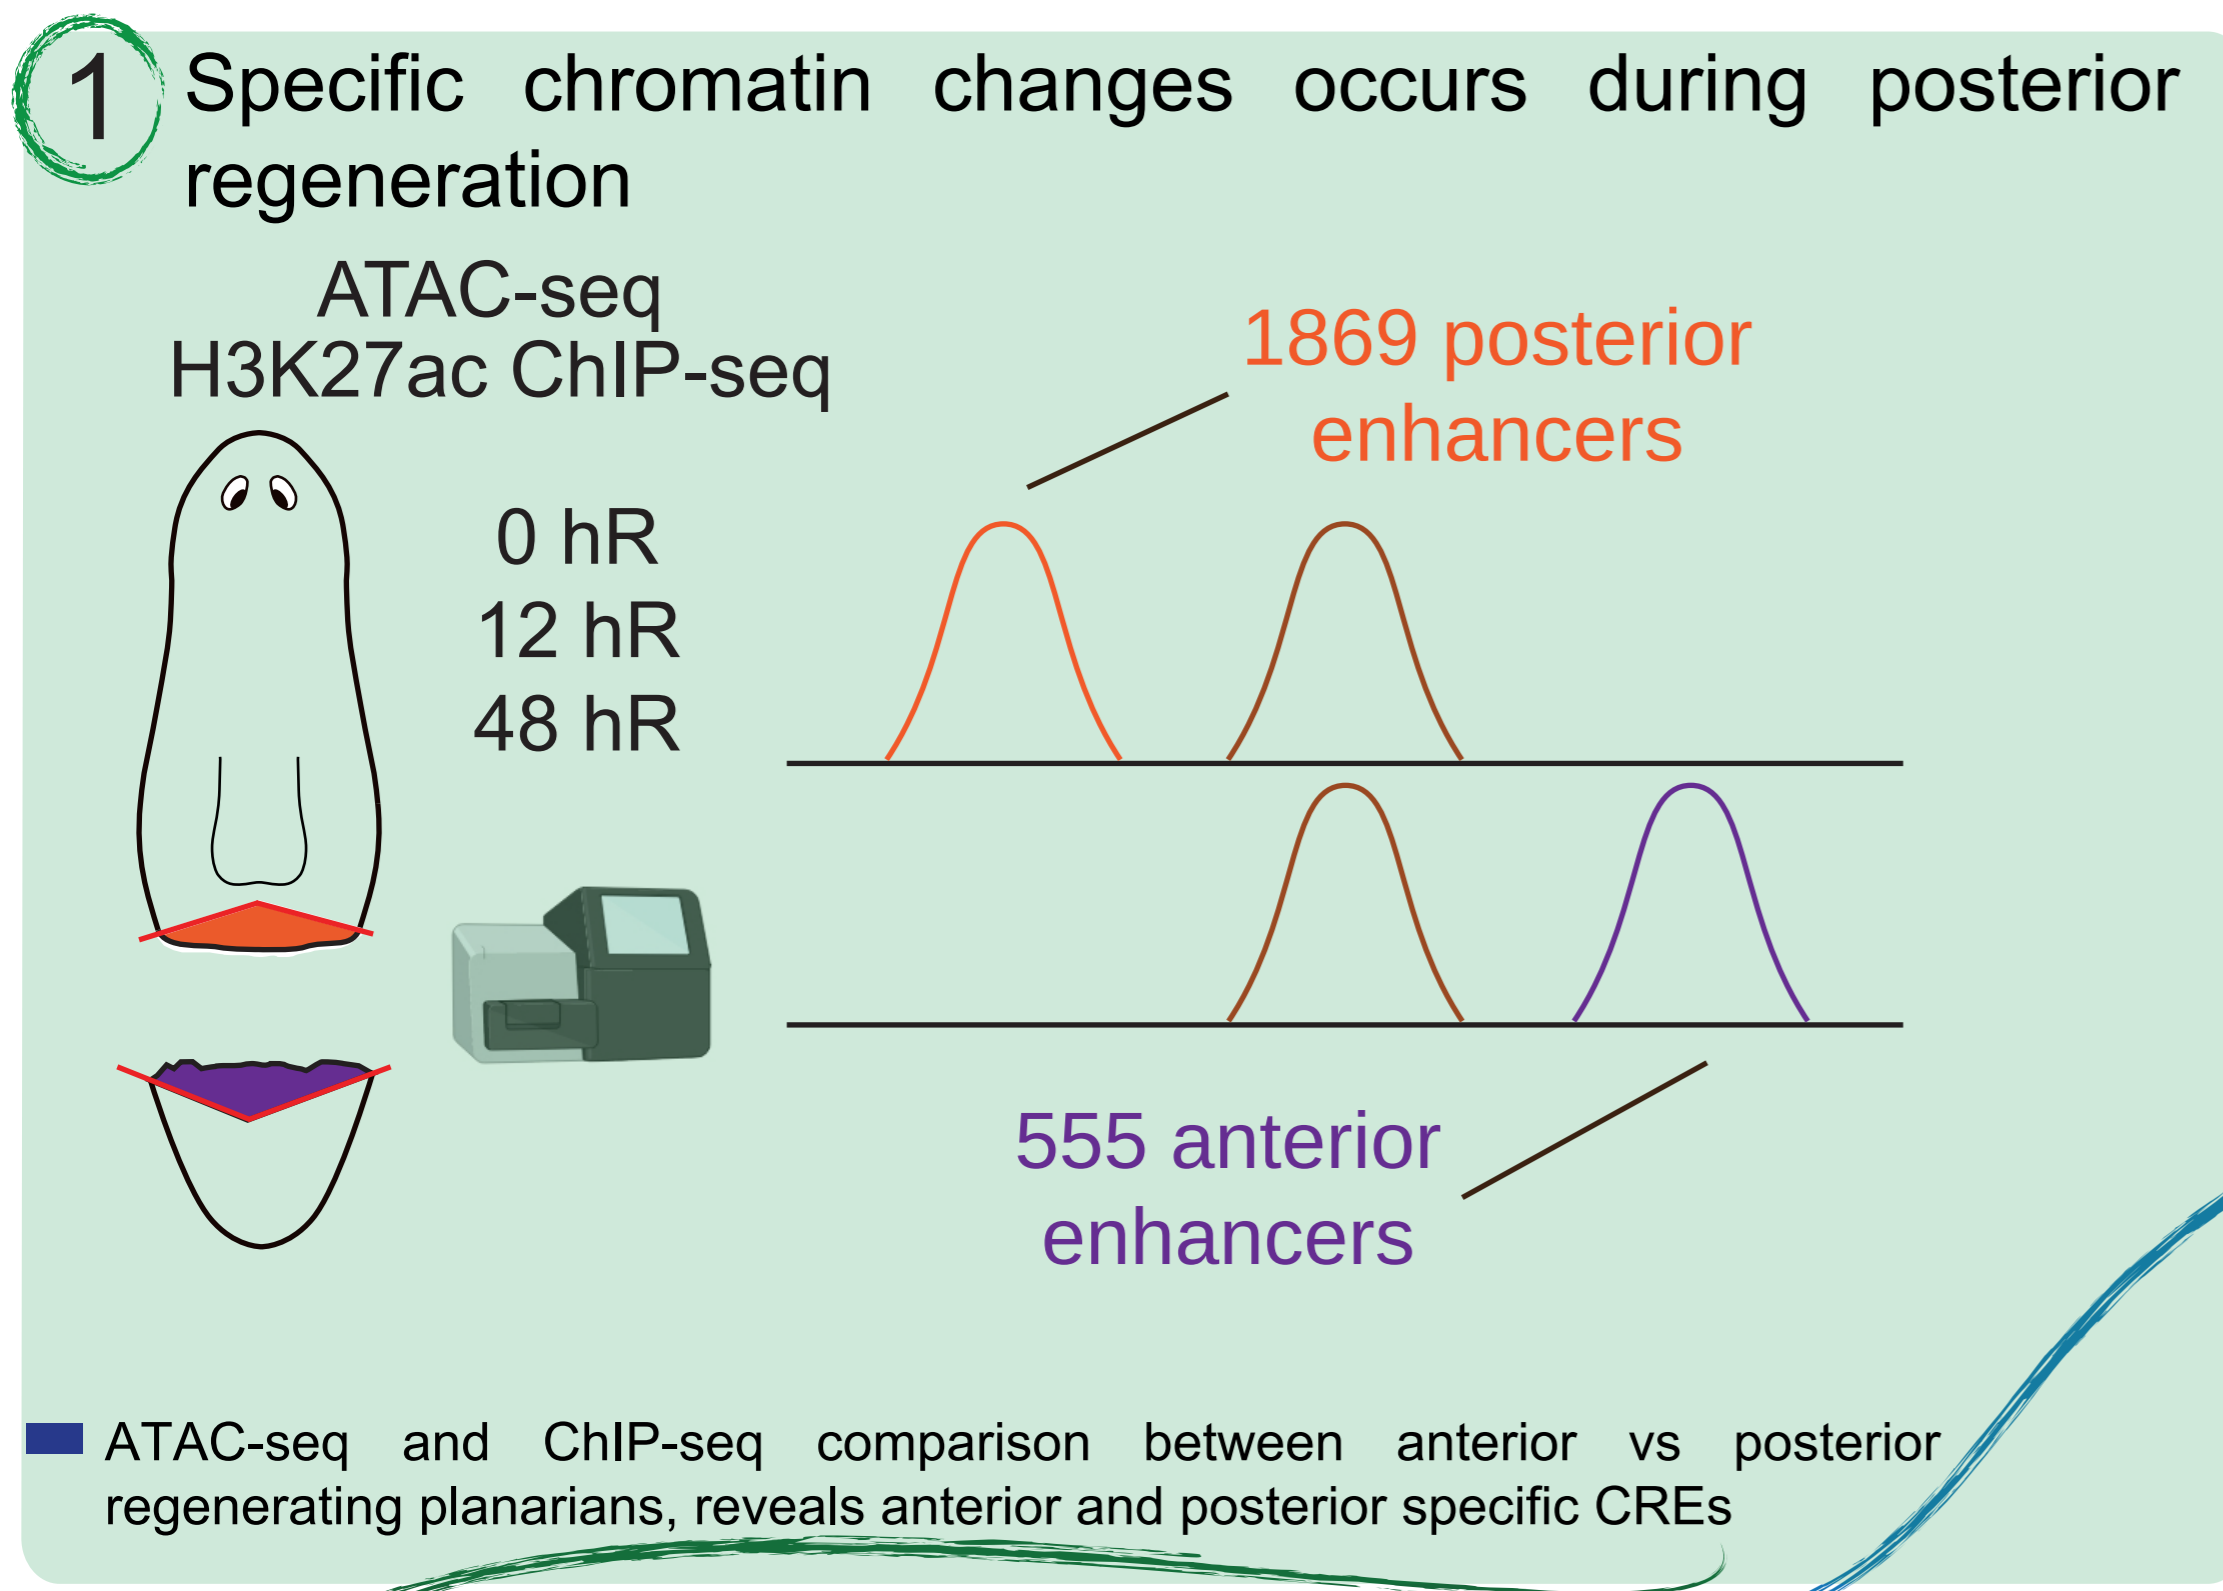 1
Specific chromatin changes occurs during posterior
regeneration
ATAC-seq
H3K27ac ChIP-seq
1869 posterior
enhancers
0 hR
12 hR
48 hR
555 anterior
enhancers
ATAC-seq and ChIP-seq comparison between anterior vs posterior
regenerating planarians, reveals anterior and posterior specific CREs